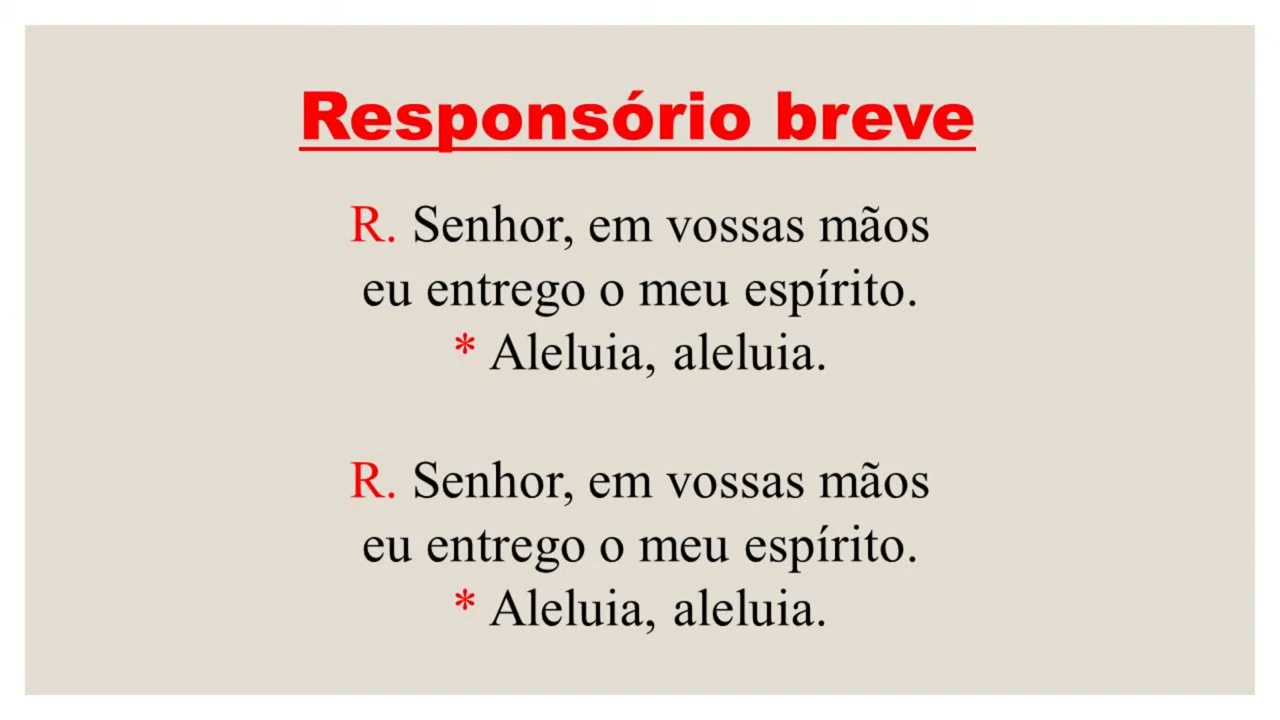 Responsório breve
R. Senhor, em vossas mãos
eu entrego o meu espírito.
* Aleluia, aleluia.
R. Senhor, em vossas mãos
eu entrego o meu espírito.
* Aleluia, aleluia.